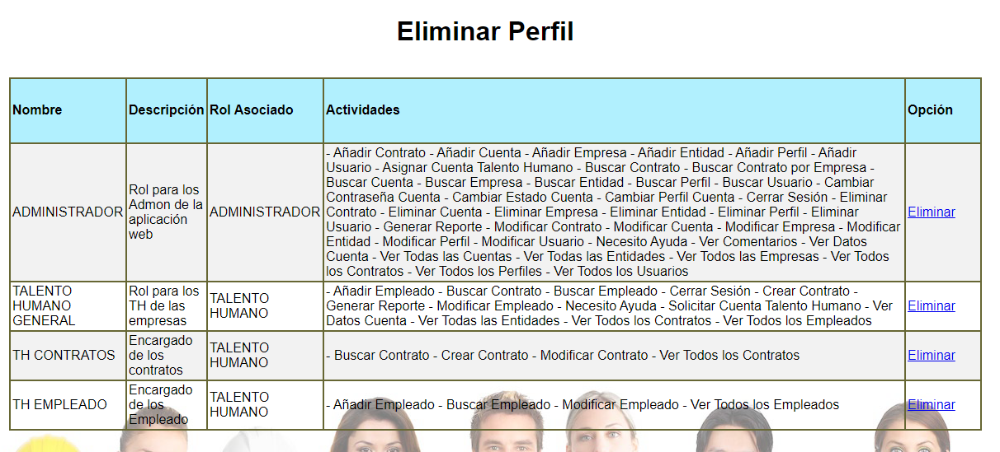 Eliminar Perfil
Nombre
Descripción
Rol Asociado
Actividades
Opción
ADMINISTRADOR
Rol para los
Admon de la
aplicación
web
ADMINISTRADOR
- Añadir Contrato - Añadir Cuenta - Añadir Empresa - Añadir Entidad - Añadir Perfil - Añadir
Usuario - Asignar Cuenta Talento Humano - Buscar Contrato - Buscar Contrato por Empresa -
Buscar Cuenta - Buscar Empresa - Buscar Entidad - Buscar Perfil - Buscar Usuario - Cambiar
Contraseña Cuenta - Cambiar Estado Cuenta - Cambiar Perfil Cuenta - Cerrar Sesión - Eliminar
Contrato - Eliminar Cuenta - Eliminar Empresa - Eliminar Entidad - Eliminar Perfil - Eliminar
Usuario - Generar Reporte - Modificar Contrato - Modificar Cuenta - Modificar Empresa - Modificar
Entidad - Modificar Perfil - Modificar Usuario - Necesito Ayuda - Ver Comentarios - Ver Datos
Cuenta - Ver Todas las Cuentas - Ver Todas las Entidades - Ver Todos las Empresas - Ver Todos
los Contratos - Ver Todos los Perfiles - Ver Todos los Usuarios
Eliminar
TALENTO
HUMANO
GENERAL
Rol para los
TH de las
empresas
TALENTO
HUMANO
- Añadir Empleado - Buscar Contrato - Buscar Empleado - Cerrar Sesión - Crear Contrato -
Generar Reporte - Modificar Empleado - Necesito Ayuda - Solicitar Cuenta Talento Humano - Ver
Datos Cuenta - Ver Todas las Entidades - Ver Todos los Contratos - Ver Todos los Empleados
Eliminar
TH CONTRATOS
Encargado
de los
contratos
TALENTO
HUMANO
- Buscar Contrato - Crear Contrato - Modificar Contrato - Ver Todos los Contratos
Eliminar
TH EMPLEADO
Encargado
de los
Empleado
TALENTO
HUMANO
- Añadir Empleado - Buscar Empleado - Modificar Empleado - Ver Todos los Empleados
Eliminar